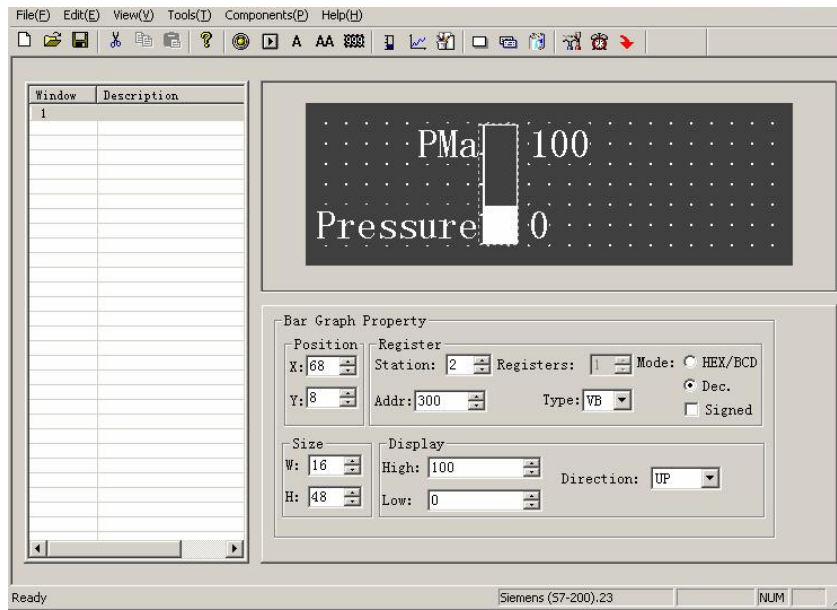 File(F) Edit(E) View(V) Tools(T) Components(P) Help(H)
A AA
Window Description
1
PMa 100
Pressure 0
Bar Graph Property
Position Register
X: 68 Station: 2 Registers: 1 Mode: HEX/BCD
Dec.
Y: 8 Addr: 300 Type: VB Signed
Size Display
W: 16 High: 100 Direction: UP
H: 48 Low: 0
Ready Siemens (S7-200).23 NUM